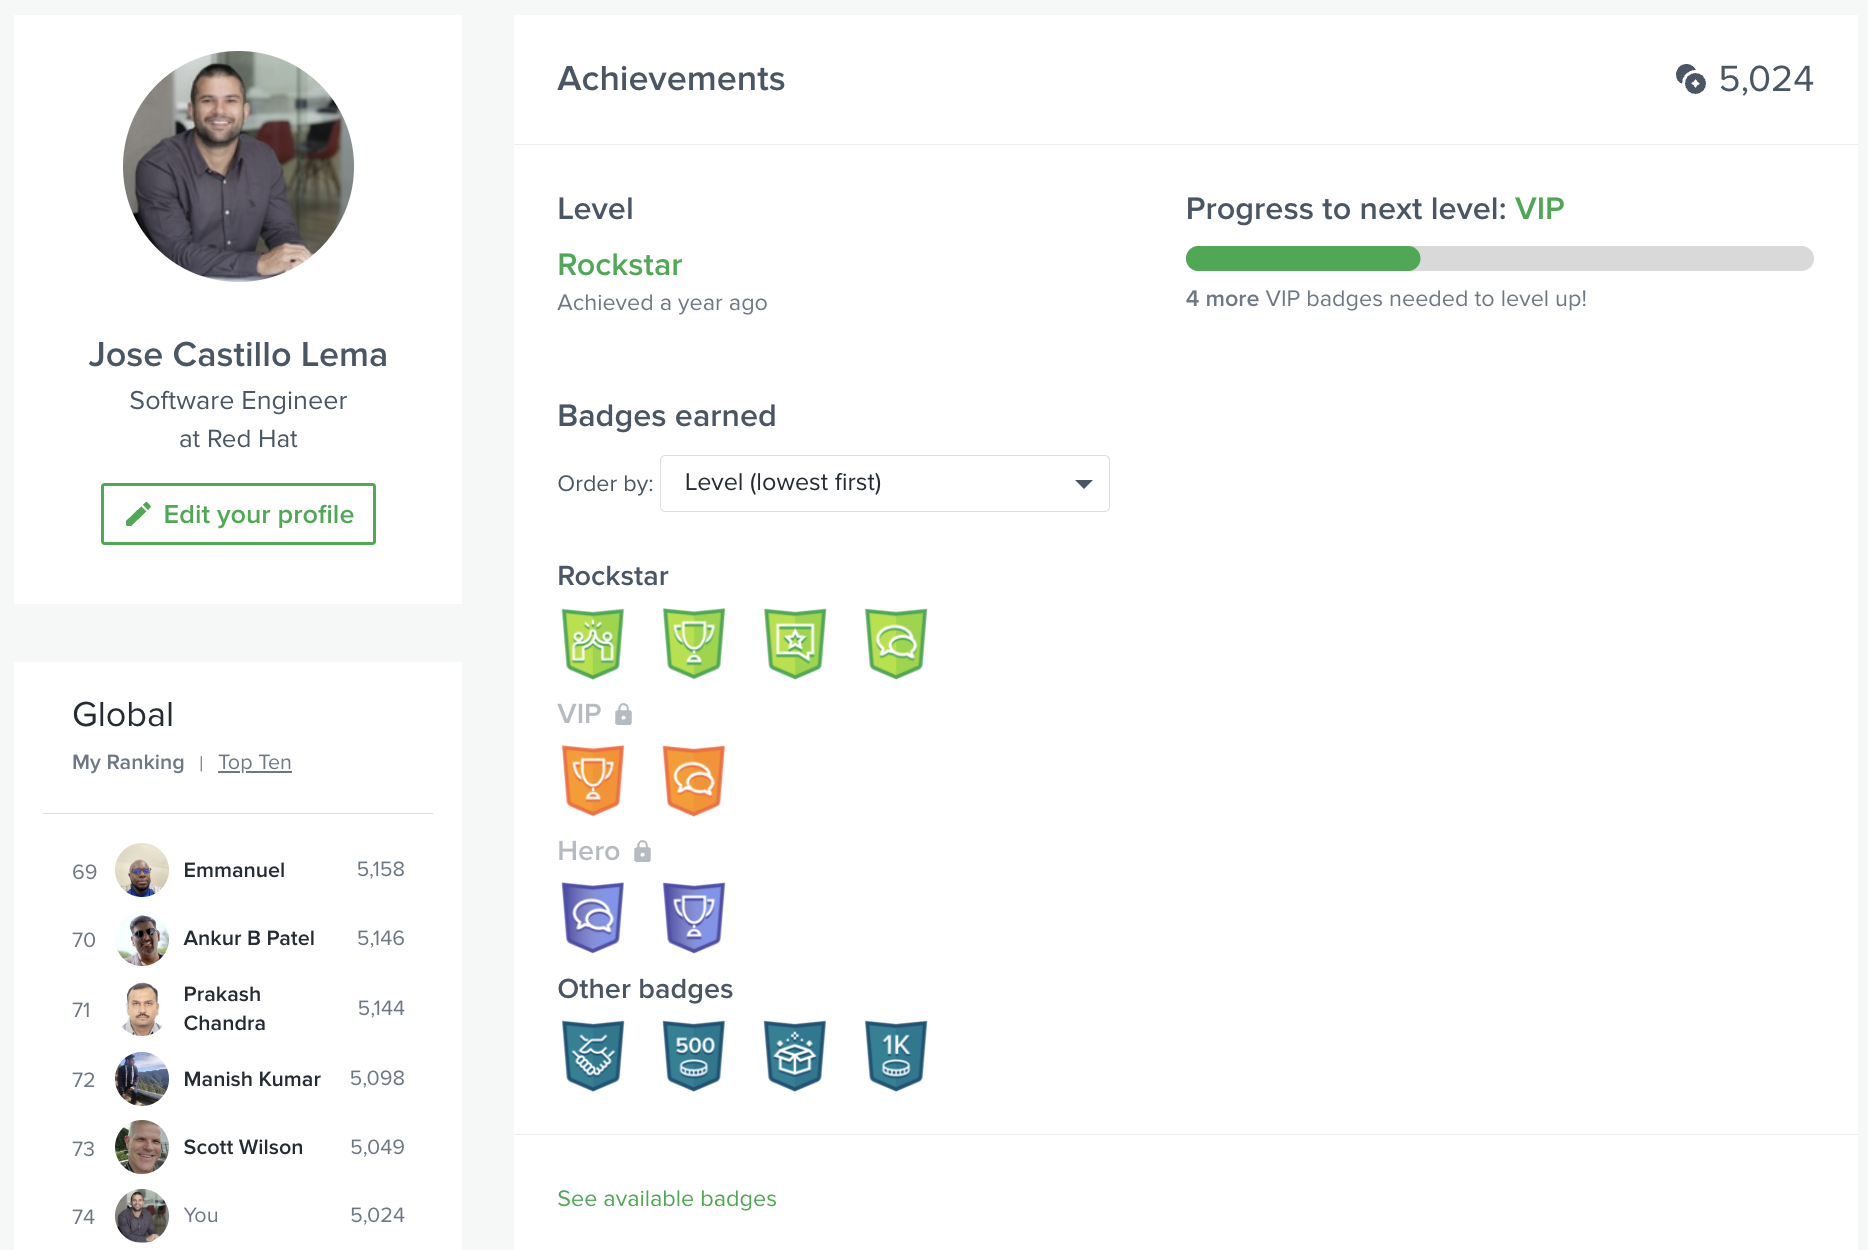 Jose Castillo Lema
Software Engineer
at Red Hat
Edit your profile
Global
My Ranking | Top Ten
69 Emmanuel 5,158
70 Ankur B Patel 5,146
71 Prakash Chandra 5,144
72 Manish Kumar 5,098
73 Scott Wilson 5,049
74 You 5,024
Achievements 5,024
Level
Rockstar
Achieved a year ago
Progress to next level: VIP
4 more VIP badges needed to level up!
Badges earned
Order by: Level (lowest first)
Rockstar
VIP
Hero
Other badges
500 1K
See available badges